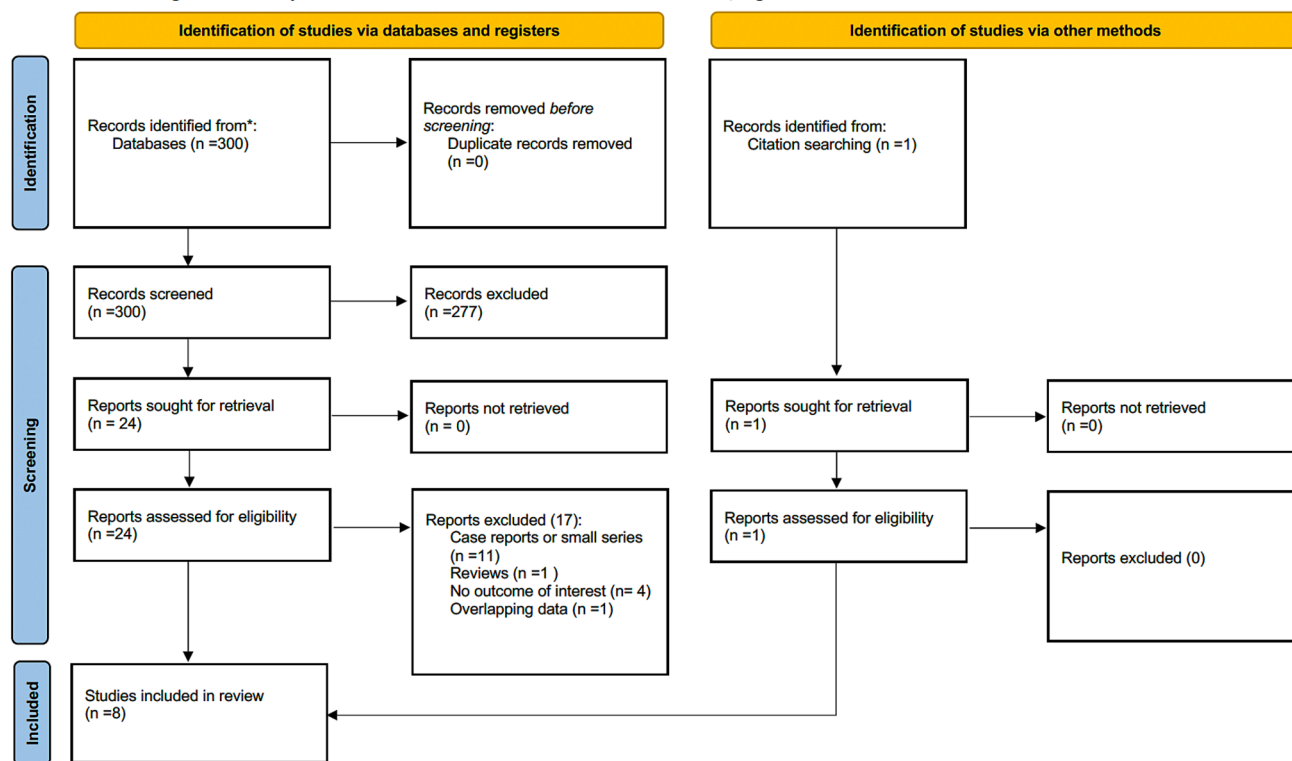 Identification of studies via databases and registers
Identification of studies via other methods
Identification
Records identified from*:
Databases (n =300)
Records removed before
screening:
Duplicate records removed
(n =0)
Records identified from:
Citation searching (n =1)
Screening
Records screened
(n =300)
Records excluded
(n =277)
Reports sought for retrieval
(n = 24)
Reports not retrieved
(n = 0)
Reports sought for retrieval
(n =1)
Reports not retrieved
(n =0)
Reports assessed for eligibility
(n =24)
Reports excluded (17):
Case reports or small series
(n =11)
Reviews (n =1 )
No outcome of interest (n= 4)
Overlapping data (n =1)
Reports assessed for eligibility
(n =1)
Reports excluded (0)
Included
Studies included in review
(n =8)